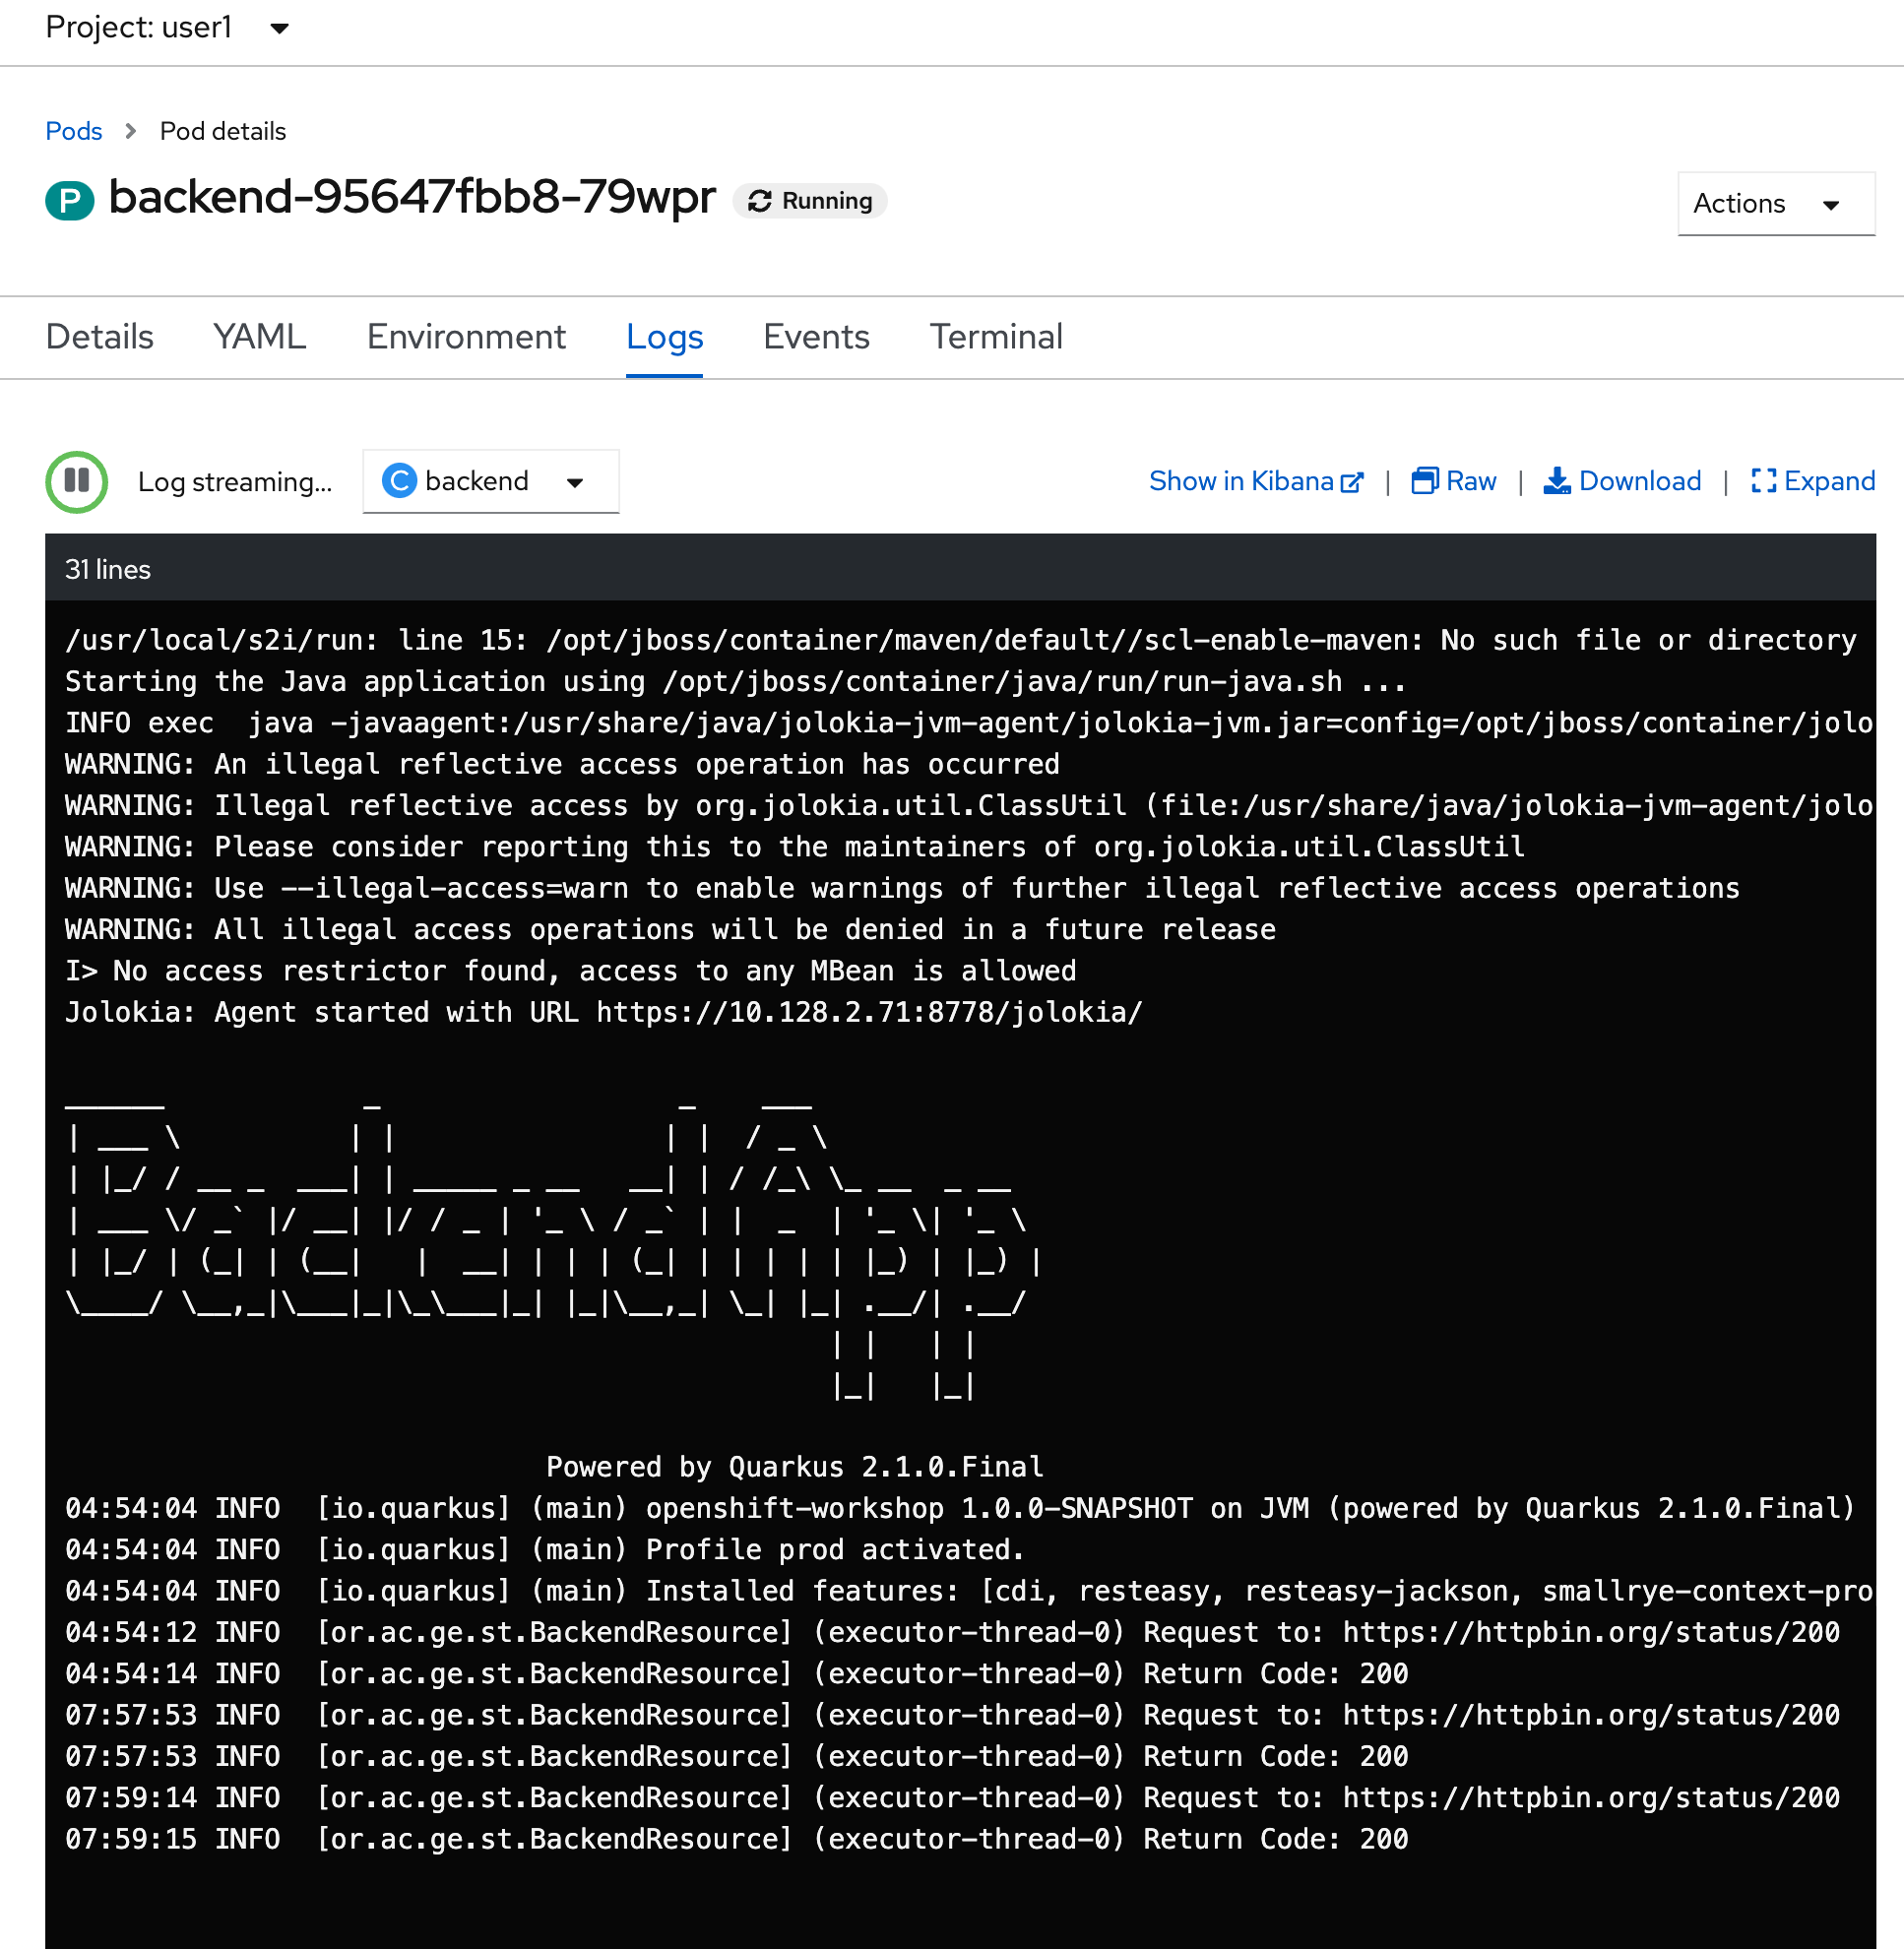 Project: user1
Pods > Pod details
P backend-95647fbb8-79wpr Running
Actions
Details YAML Environment Logs Events Terminal
Log streaming... C backend Show in Kibana | Raw | Download | Expand
31 lines
/usr/local/s2i/run: line 15: /opt/jboss/container/maven/default//scl-enable-maven: No such file or directory
Starting the Java application using /opt/jboss/container/java/run/run-java.sh ...
INFO exec  java -javaagent:/usr/share/java/jolokia-jvm-agent/jolokia-jvm.jar=config=/opt/jboss/container/jolo
WARNING: An illegal reflective access operation has occurred
WARNING: Illegal reflective access by org.jolokia.util.ClassUtil (file:/usr/share/java/jolokia-jvm-agent/jolo
WARNING: Please consider reporting this to the maintainers of org.jolokia.util.ClassUtil
WARNING: Use --illegal-access=warn to enable warnings of further illegal reflective access operations
WARNING: All illegal access operations will be denied in a future release
I> No access restrictor found, access to any MBean is allowed
Jolokia: Agent started with URL https://10.128.2.71:8778/jolokia/
BackendApp
Powered by Quarkus 2.1.0.Final
04:54:04 INFO  [io.quarkus] (main) openshift-workshop 1.0.0-SNAPSHOT on JVM (powered by Quarkus 2.1.0.Final)
04:54:04 INFO  [io.quarkus] (main) Profile prod activated.
04:54:04 INFO  [io.quarkus] (main) Installed features: [cdi, resteasy, resteasy-jackson, smallrye-context-pro
04:54:12 INFO  [or.ac.ge.st.BackendResource] (executor-thread-0) Request to: https://httpbin.org/status/200
04:54:14 INFO  [or.ac.ge.st.BackendResource] (executor-thread-0) Return Code: 200
07:57:53 INFO  [or.ac.ge.st.BackendResource] (executor-thread-0) Request to: https://httpbin.org/status/200
07:57:53 INFO  [or.ac.ge.st.BackendResource] (executor-thread-0) Return Code: 200
07:59:14 INFO  [or.ac.ge.st.BackendResource] (executor-thread-0) Request to: https://httpbin.org/status/200
07:59:15 INFO  [or.ac.ge.st.BackendResource] (executor-thread-0) Return Code: 200